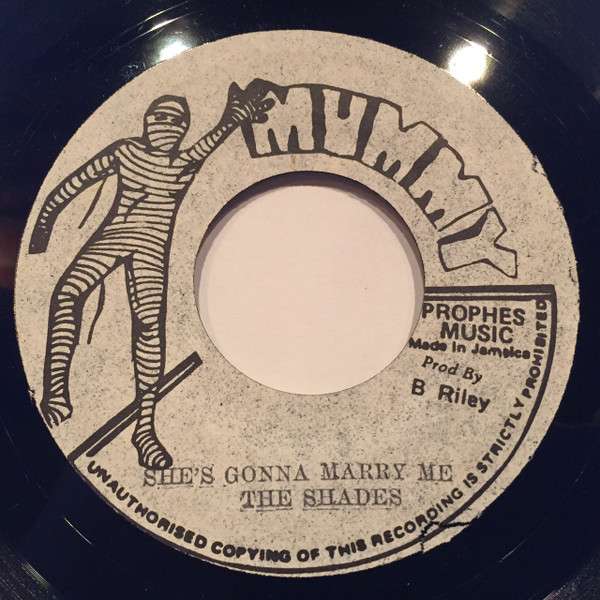 MUMMY
PROPHES
MUSIC
Made In Jamaica
Prod By
B Riley
SHE'S GONNA MARRY ME
THE SHADES
UNAUTHORISED COPYING OF THIS RECORDING IS STRICTLY PROHIBITED